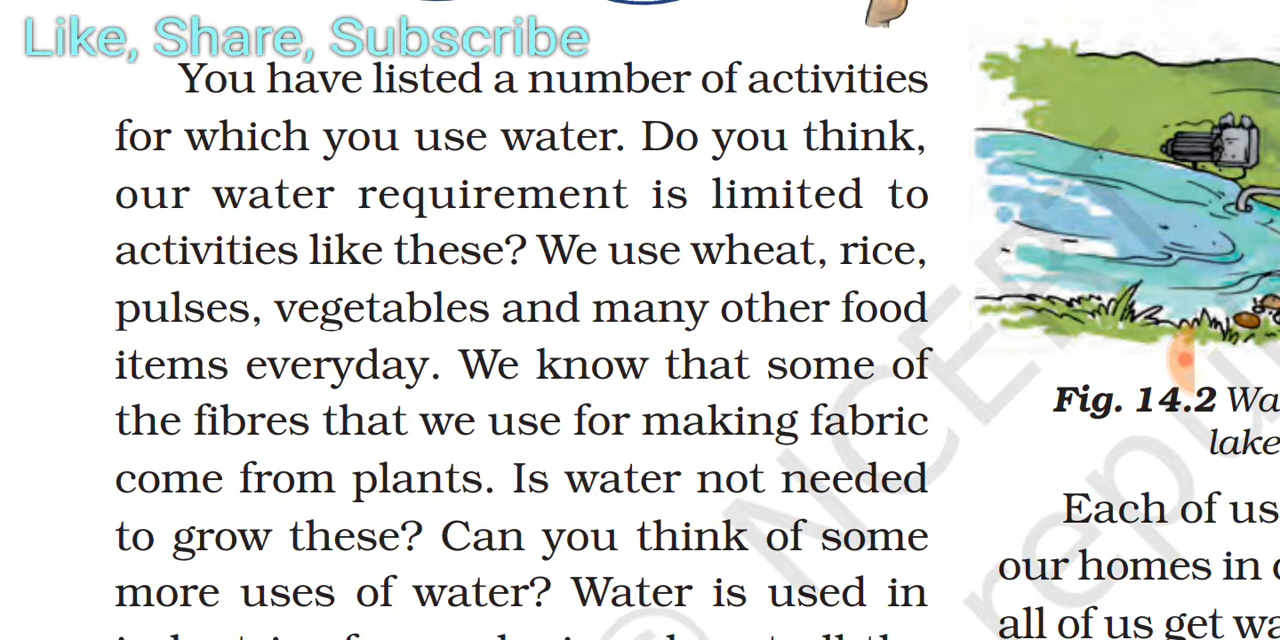 Like, Share, Subscribe
You have listed a number of activities
for which you use water. Do you think,
our water requirement is limited to
activities like these? We use wheat, rice,
pulses, vegetables and many other food
items everyday. We know that some of
the fibres that we use for making fabric
come from plants. Is water not needed
to grow these? Can you think of some
more uses of water? Water is used in
Fig. 14.2
lake
Each of us
our homes in
all of us get
NCERT